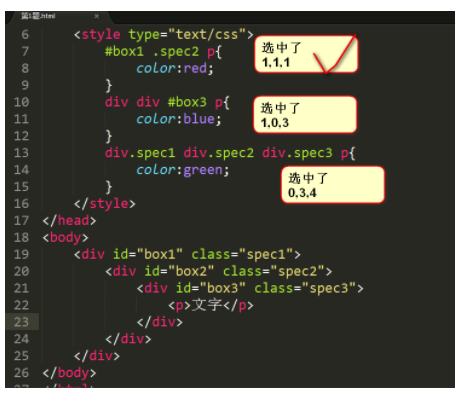 第1题.html ×
6 <style type="text/css">
7 #box1 .spec2 p{
8 color:red;
9 }
10 div div #box3 p{
11 color:blue;
12 }
13 div.spec1 div.spec2 div.spec3 p{
14 color:green;
15 }
16 </style>
17 </head>
18 <body>
19 <div id="box1" class="spec1">
20 <div id="box2" class="spec2">
21 <div id="box3" class="spec3">
22 <p>文字</p>
23 </div>
24 </div>
25 </div>
26 </body>
27 </html>
选中了
1,1,1
选中了
1,0,3
选中了
0,3,4